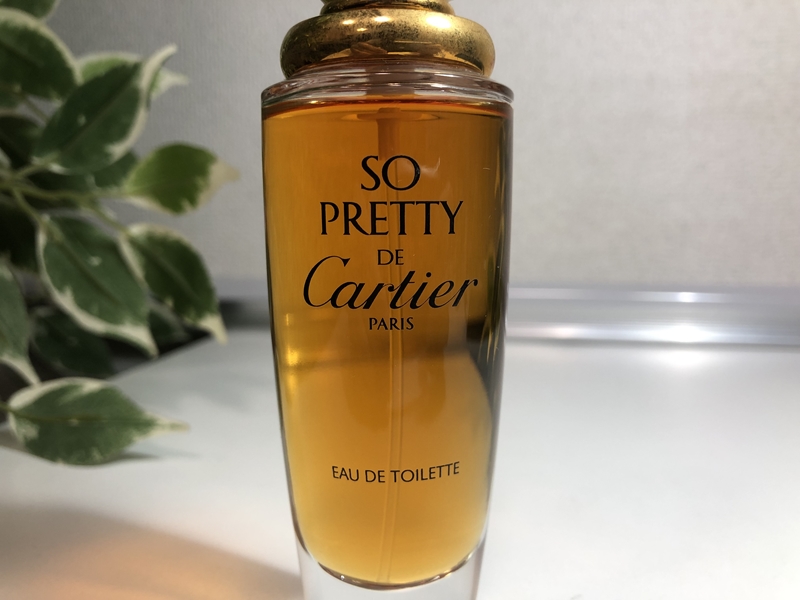 SO
PRETTY
DE
Cartier
PARIS
EAU DE TOILETTE